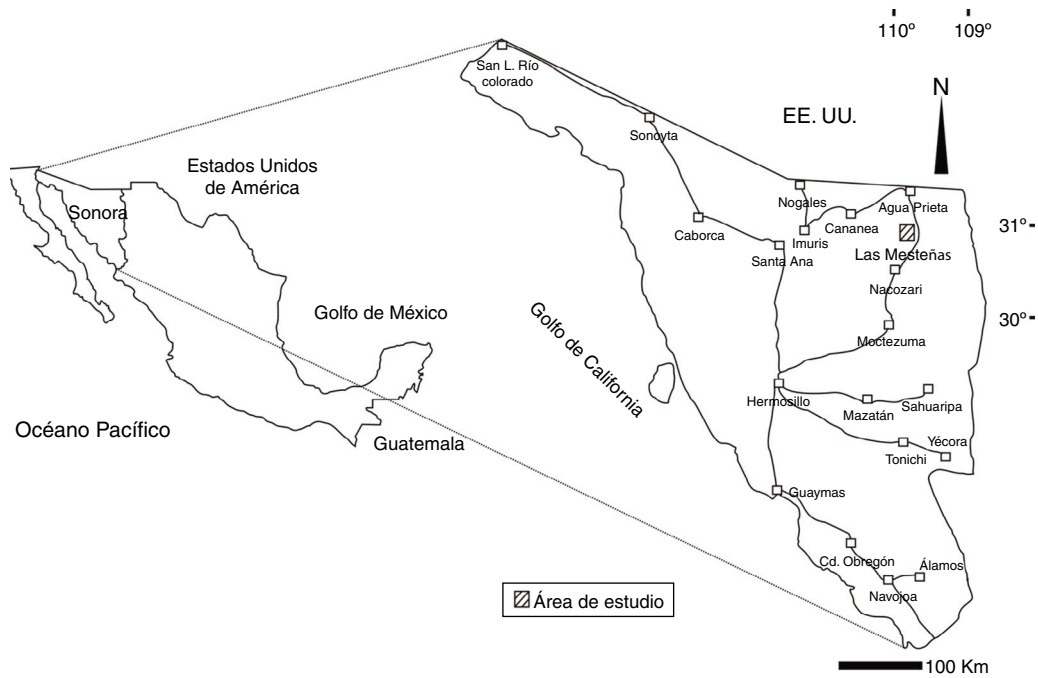 110º 109º
San L. Río
colorado
N
EE. UU.
Sonoyta
Estados Unidos
de América
Nogales
Agua Prieta
Sonora
Cananea
Caborca
Imuris
31º
Santa Ana
Las Mesteñas
Nacozari
Golfo de México
30º
Golfo de California
Moctezuma
Hermosillo
Mazatán
Sahuaripa
Océano Pacífico
Guatemala
Yécora
Tonichi
Guaymas
Cd. Obregón
Álamos
Navojoa
Área de estudio
100 Km